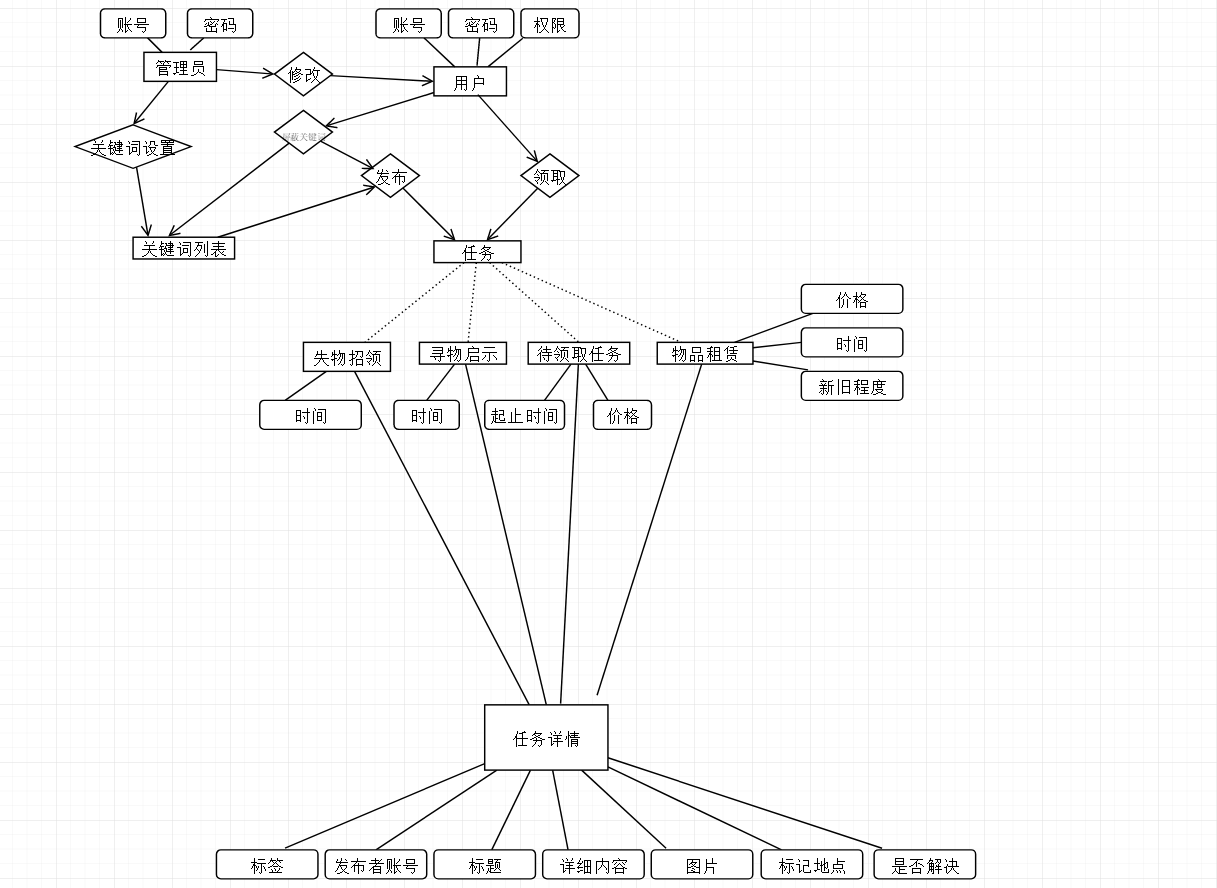 账号
密码
账号
密码
权限
管理员
修改
用户
屏蔽关键词
关键词设置
发布
领取
关键词列表
任务
价格
时间
新旧程度
失物招领
寻物启示
待领取任务
物品租赁
时间
时间
起止时间
价格
任务详情
标签
发布者账号
标题
详细内容
图片
标记地点
是否解决